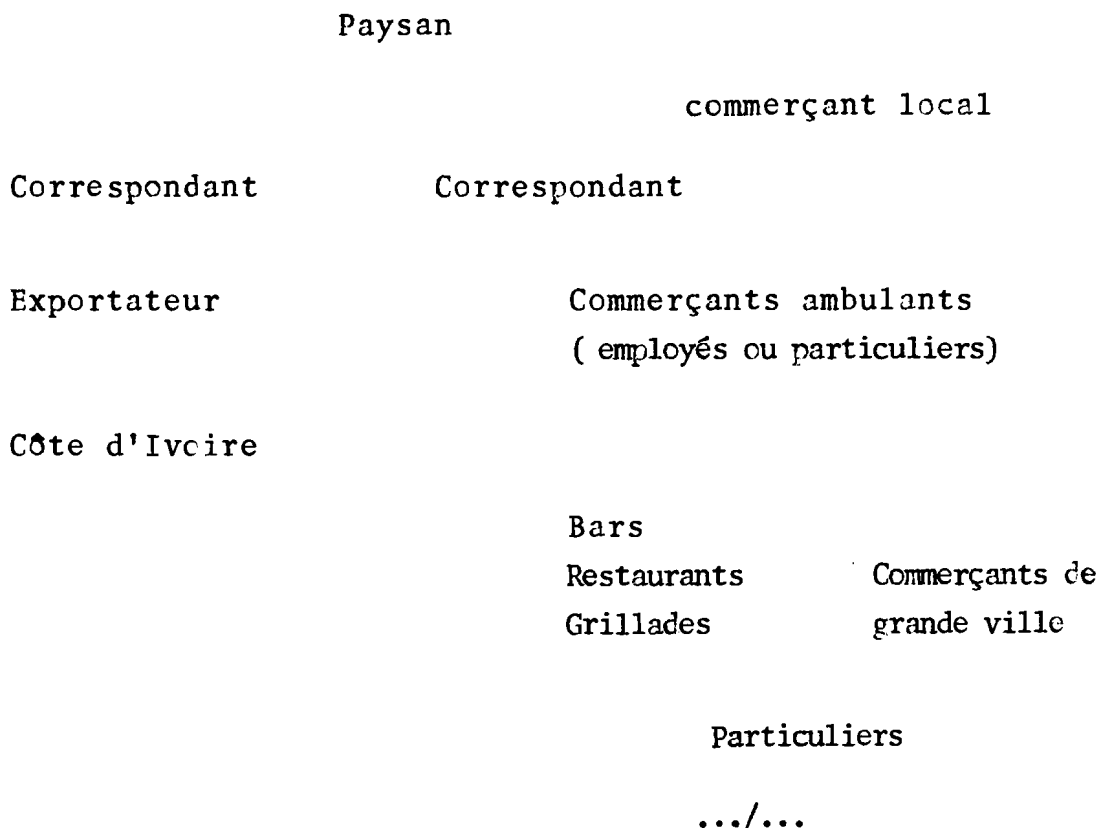 Paysan
commerçant local
Correspondant Correspondant
Exportateur Commerçants ambulants
( employés ou particuliers)
Côte d'Ivoire
Bars
Restaurants Commerçants de
Grillades grande ville
Particuliers
.../...